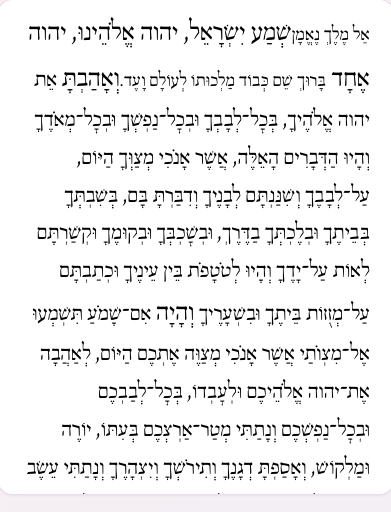 אל מֶלֶךְ נֶאֱמָןשְׁמַע יִשְׂרָאֵל, יהוה אֱלֹהֵינוּ, יהוה
אֶחָד בָּרוּךְ שֵׁם כְּבוֹד מַלְכוּתוֹ לְעוֹלָם וָעֶד.וְאָהַבְתָּ אֵת
יהוה אֱלֹהֶיךָ, בְּכָל־לְבָבְךָ וּבְכָל־נַפְשְׁךָ וּבְכָל־מְאֹדֶךָ
וְהָיוּ הַדְּבָרִים הָאֵלֶּה, אֲשֶׁר אָנֹכִי מְצַוְּךָ הַיּוֹם,
עַל־לְבָבֶךָ וְשִׁנַּנְתָּם לְבָנֶיךָ וְדִבַּרְתָּ בָּם, בְּשִׁבְתְּךָ
בְּבֵיתֶךָ וּבְלֶכְתְּךָ בַדֶּרֶךְ, וּבְשָׁכְבְּךָ וּבְקוּמֶךָ וּקְשַׁרְתָּם
לְאוֹת עַל־יָדֶךָ וְהָיוּ לְטֹטָפֹת בֵּין עֵינֶיךָ וּכְתַבְתָּם
עַל־מְזֻזוֹת בֵּיתֶךָ וּבִשְׁעָרֶיךָ וְהָיָה אִם־שָׁמֹעַ תִּשְׁמְעוּ
אֶל־מִצְוֹתַי אֲשֶׁר אָנֹכִי מְצַוֶּה אֶתְכֶם הַיּוֹם, לְאַהֲבָה
אֶת־יהוה אֱלֹהֵיכֶם וּלְעָבְדוֹ, בְּכָל־לְבַבְכֶם
וּבְכָל־נַפְשְׁכֶם וְנָתַתִּי מְטַר־אַרְצְכֶם בְּעִתּוֹ, יוֹרֶה
וּמַלְקוֹשׁ, וְאָסַפְתָּ דְגָנֶךָ וְתִירֹשְׁךָ וְיִצְהָרֶךָ וְנָתַתִּי עֵשֶׂב